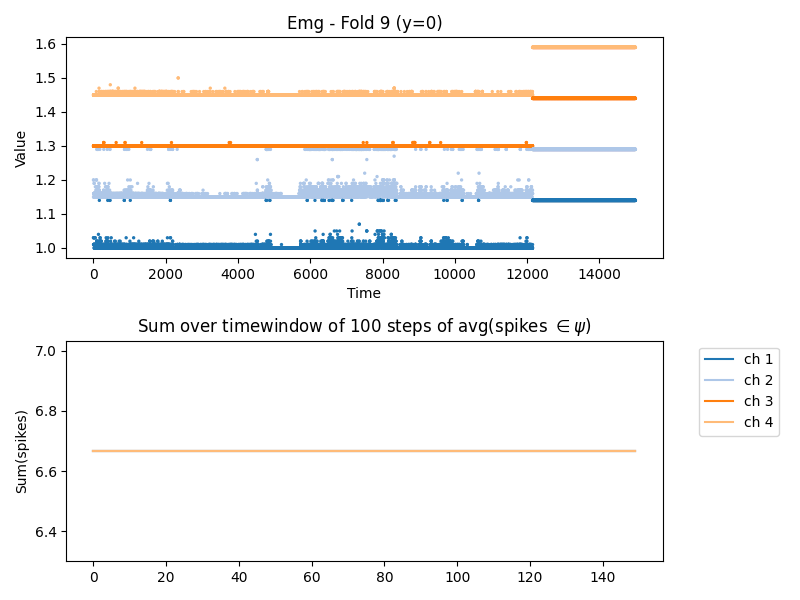 Emg - Fold 9 (y=0)
Value
1.6
1.5
1.4
1.3
1.2
1.1
1.0
0 2000 4000 6000 8000 10000 12000 14000
Time
Sum over timewindow of 100 steps of avg(spikes ∈ ψ)
Sum(spikes)
7.0
6.8
6.6
6.4
0 20 40 60 80 100 120 140
ch 1
ch 2
ch 3
ch 4